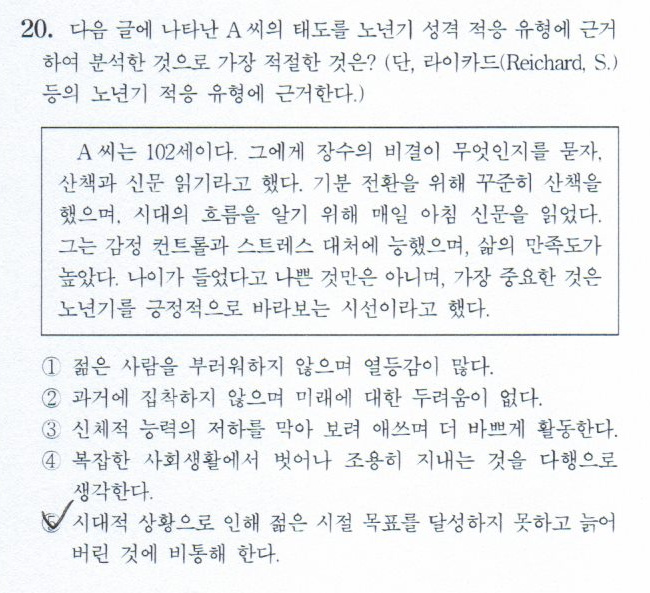 20. 다음 글에 나타난 A 씨의 태도를 노년기 성격 적응 유형에 근거
하여 분석한 것으로 가장 적절한 것은? (단, 라이카드(Reichard, S.)
등의 노년기 적응 유형에 근거한다.)
A 씨는 102세이다. 그에게 장수의 비결이 무엇인지를 묻자,
산책과 신문 읽기라고 했다. 기분 전환을 위해 꾸준히 산책을
했으며, 시대의 흐름을 알기 위해 매일 아침 신문을 읽었다.
그는 감정 컨트롤과 스트레스 대처에 능했으며, 삶의 만족도가
높았다. 나이가 들었다고 나쁜 것만은 아니며, 가장 중요한 것은
노년기를 긍정적으로 바라보는 시선이라고 했다.
① 젊은 사람을 부러워하지 않으며 열등감이 많다.
② 과거에 집착하지 않으며 미래에 대한 두려움이 없다.
③ 신체적 능력의 저하를 막아 보려 애쓰며 더 바쁘게 활동한다.
④ 복잡한 사회생활에서 벗어나 조용히 지내는 것을 다행으로
생각한다.
⑤ 시대적 상황으로 인해 젊은 시절 목표를 달성하지 못하고 늙어
버린 것에 비통해 한다.